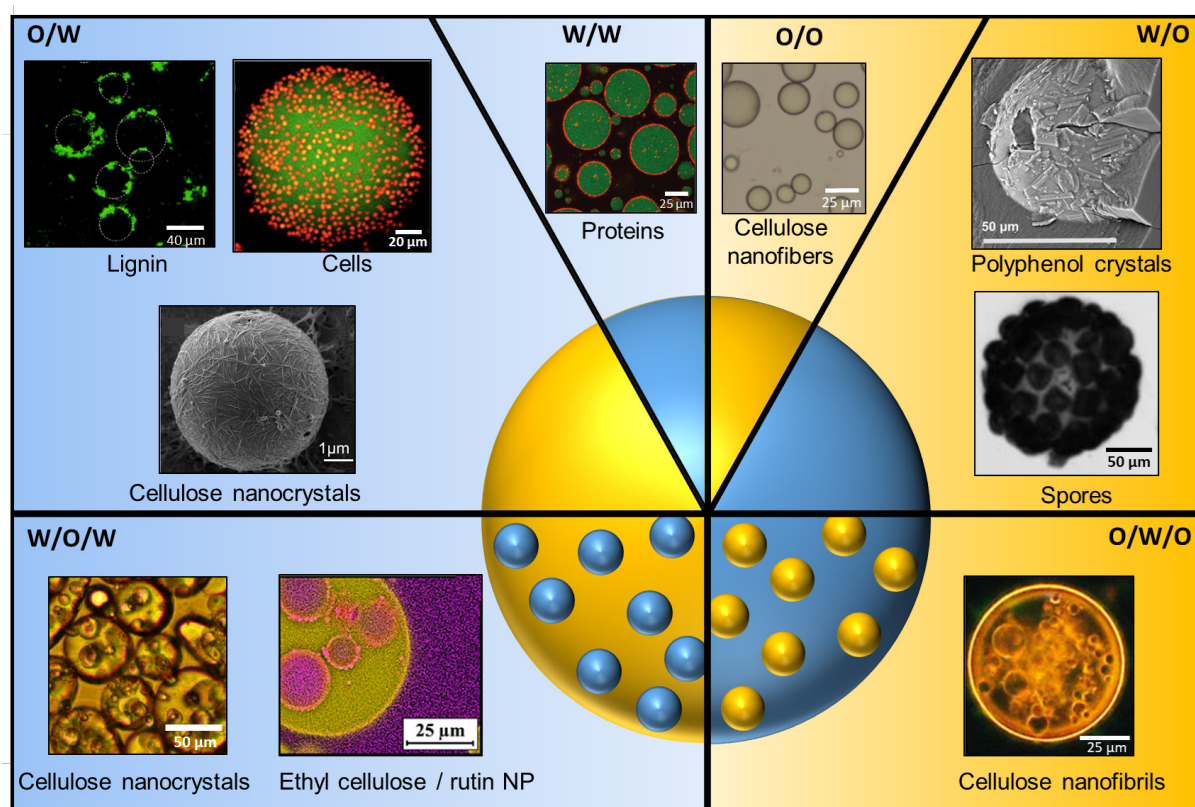 O/W
W/W
O/O
W/O
40 µm
20 µm
25 µm
25 µm
50 µm
Lignin
Cells
Proteins
Cellulose
nanofibers
Polyphenol crystals
1µm
50 µm
Cellulose nanocrystals
Spores
W/O/W
O/W/O
50 µm
25 µm
25 µm
Cellulose nanocrystals
Ethyl cellulose / rutin NP
Cellulose nanofibrils